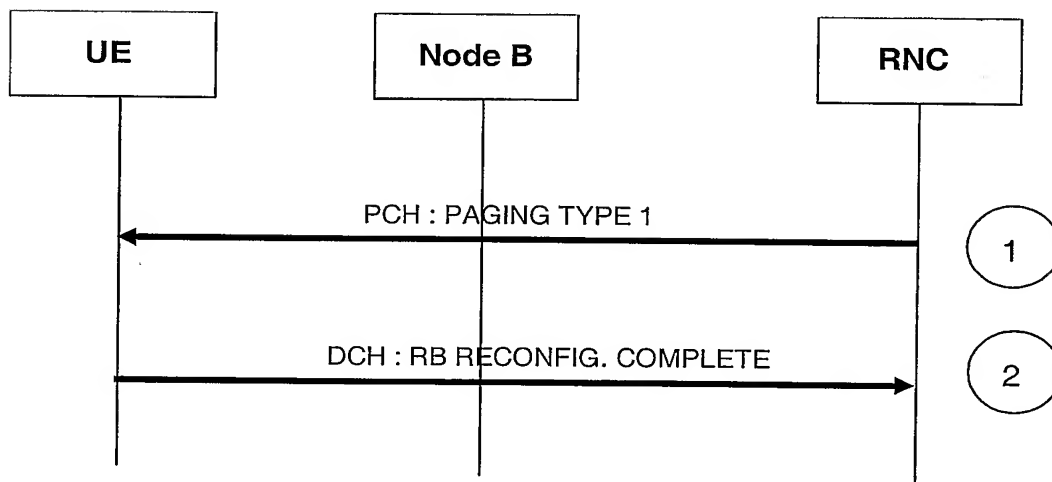 UE
Node B
RNC
PCH : PAGING TYPE 1
1
DCH : RB RECONFIG. COMPLETE
2